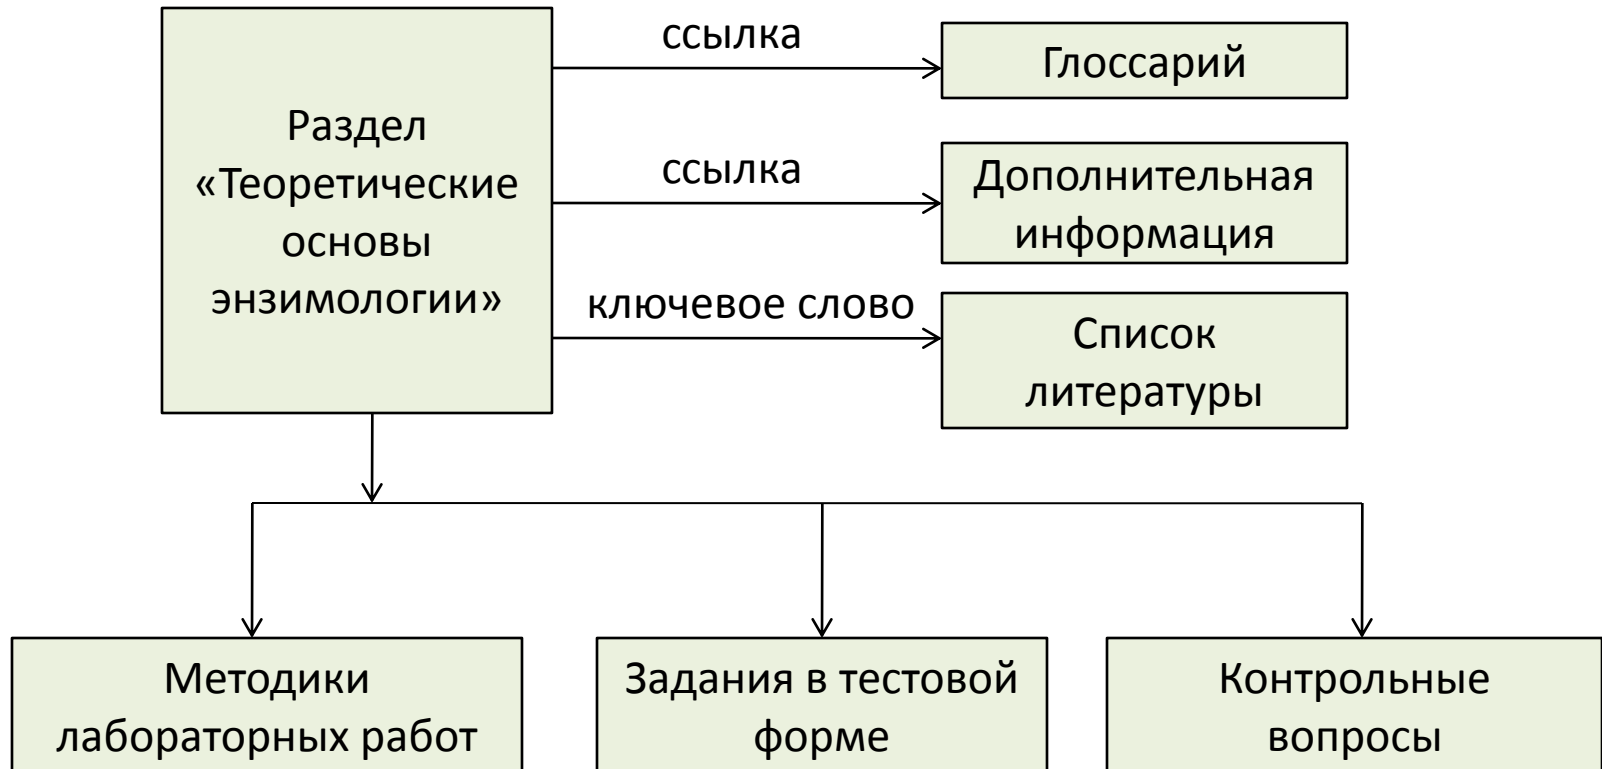 Раздел
«Теоретические
основы
энзимологии»
ссылка
Глоссарий
ссылка
Дополнительная
информация
ключевое слово
Список
литературы
Методики
лабораторных работ
Задания в тестовой
форме
Контрольные
вопросы